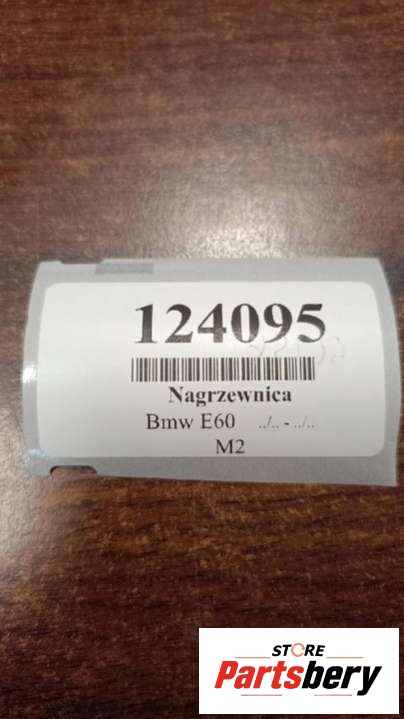 124095
Nagrzewnica
Bmw E60 ../.. - ../..
M2
STORE
Partsbery